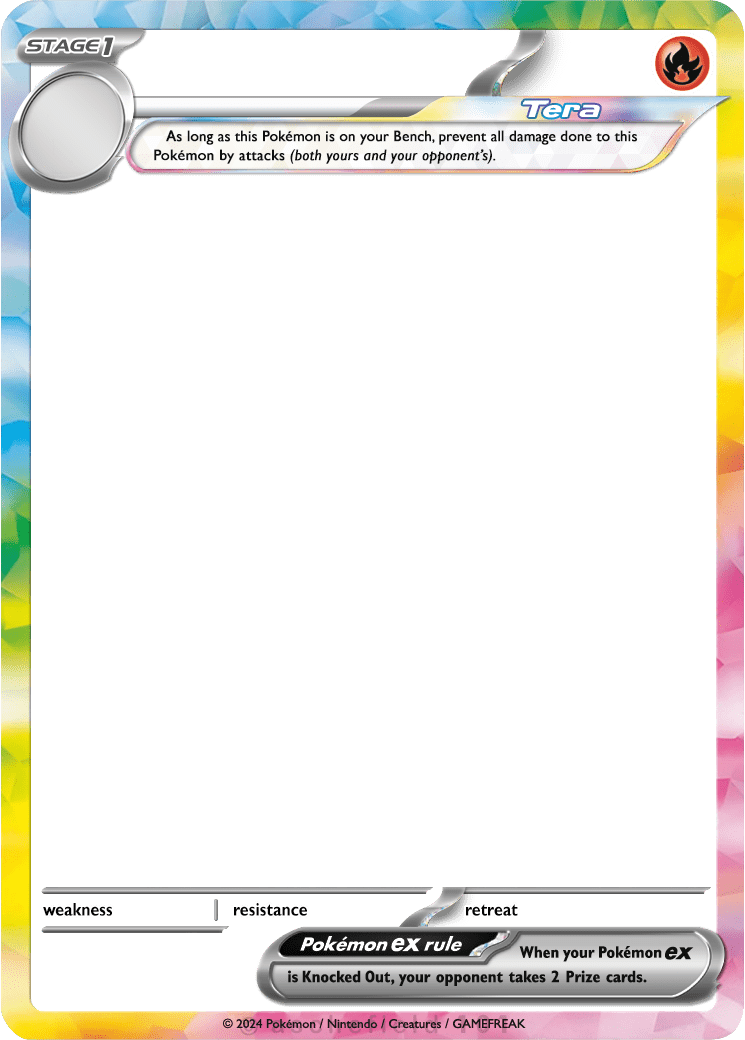 STAGE1
Tera
As long as this Pokémon is on your Bench, prevent all damage done to this
Pokémon by attacks (both yours and your opponent's).
weakness
resistance
retreat
Pokémon ex rule
When your Pokémon ex
is Knocked Out, your opponent takes 2 Prize cards.
© 2024 Pokémon / Nintendo / Creatures / GAMEFREAK